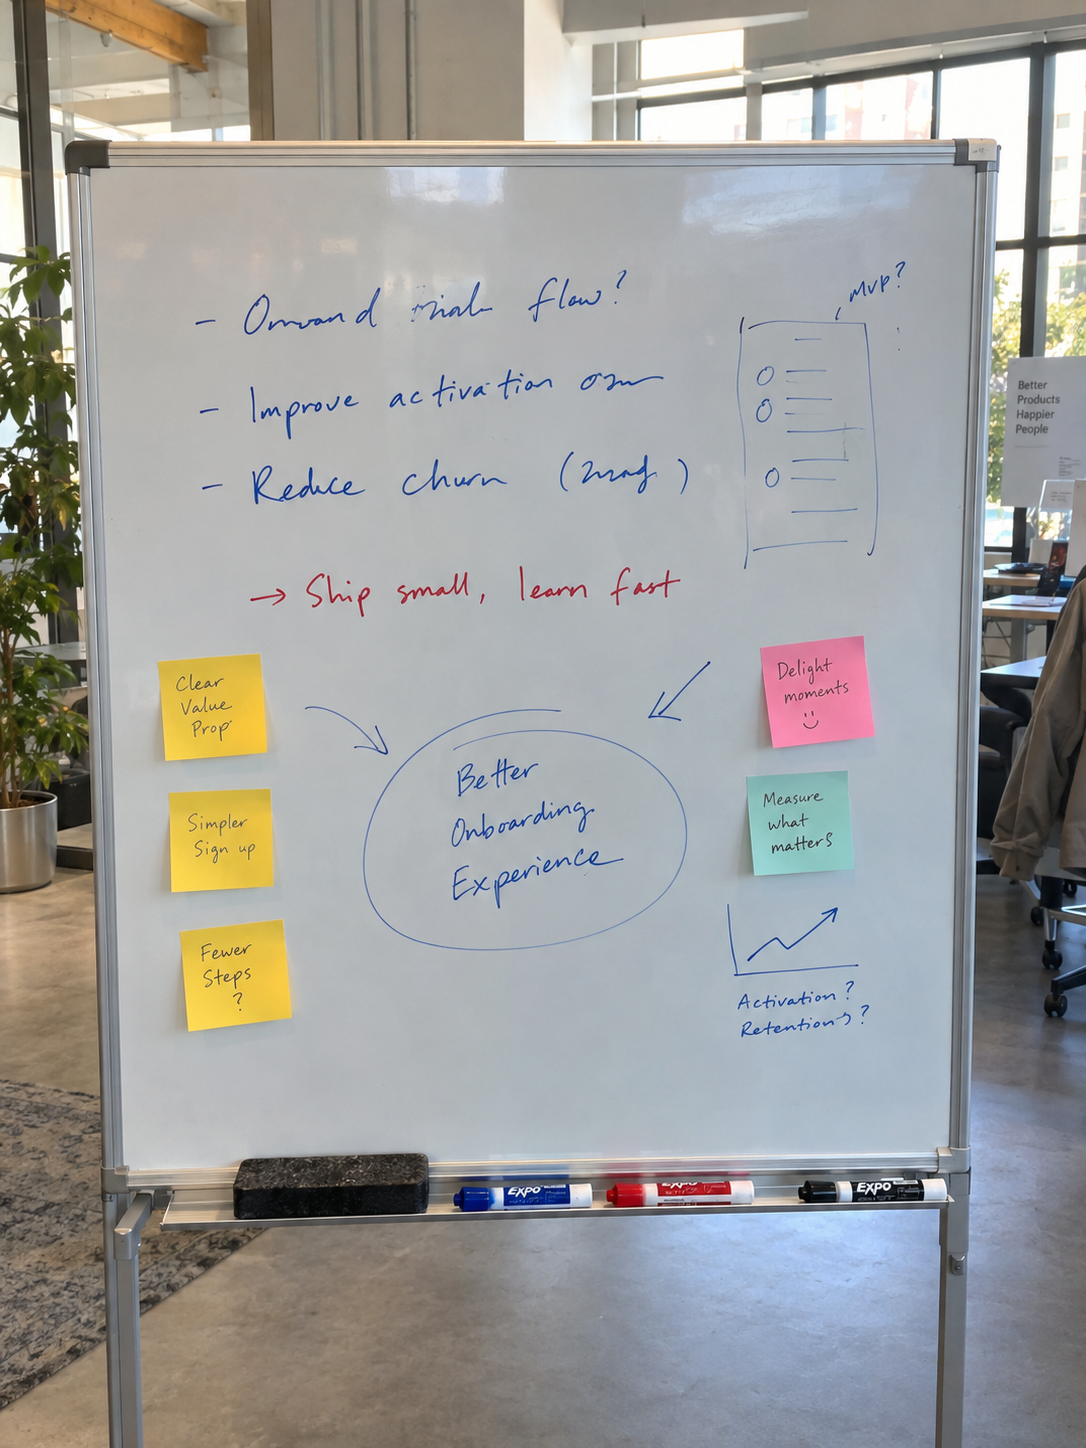 - flow?
- Improve activation
- Reduce churn ( )
→ Ship small, learn fast
MVP?
Clear
Value
Prop
Simpler
Sign up
Fewer
Steps
?
Better
Onboarding
Experience
Delight
moments
Measure
what
matters
Activation?
Retention?
Better
Products
Happier
People
EXPO
EXPO
EXPO